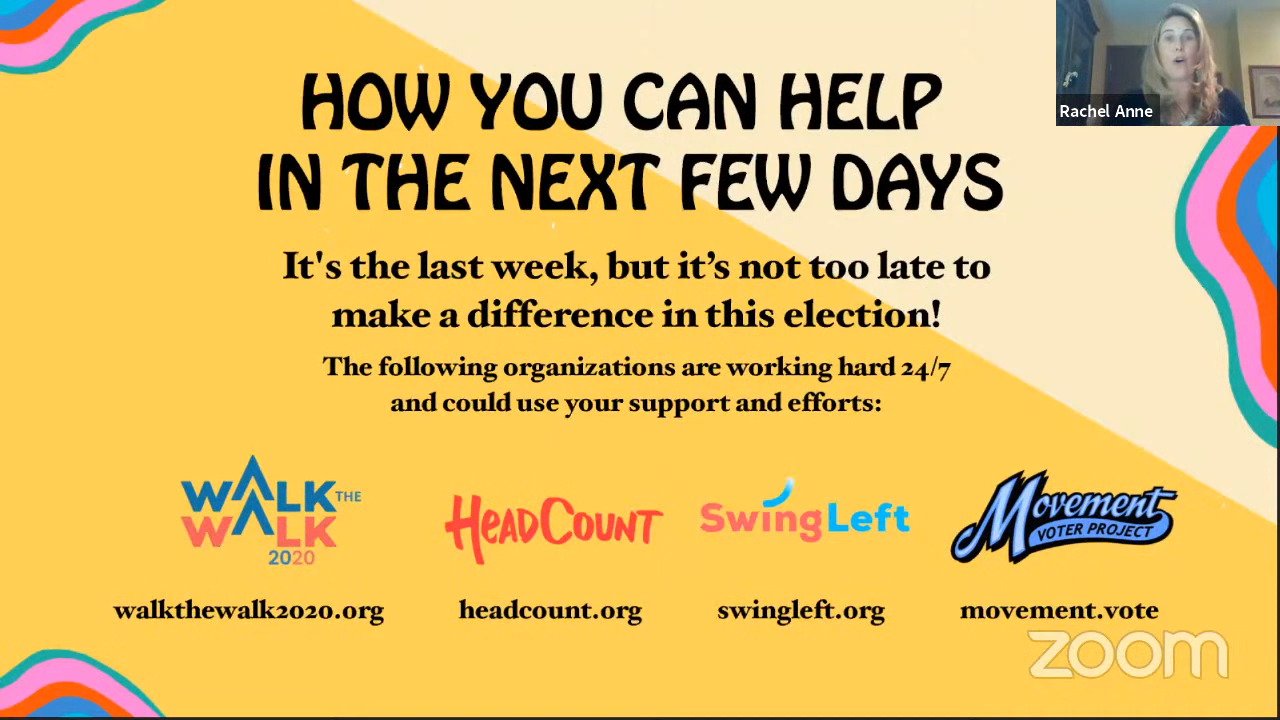 HOW YOU CAN HELP
IN THE NEXT FEW DAYS
Rachel Anne
It's the last week, but it’s not too late to
make a difference in this election!
The following organizations are working hard 24/7
and could use your support and efforts:
WALK THE
WALK
2020
HEADCOUNT
SwingLeft
Movement
VOTER PROJECT
walkthewalk2020.org
headcount.org
swingleft.org
movement.vote
zoom